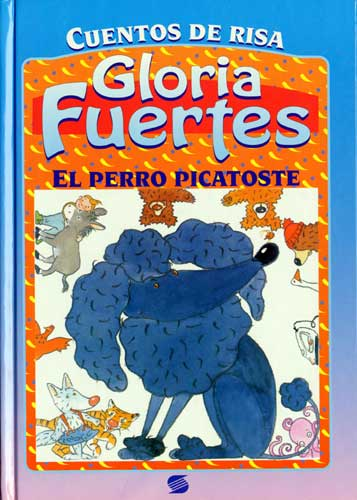 CUENTOS DE RISA
Gloria
Fuertes
EL PERRO PICATOSTE